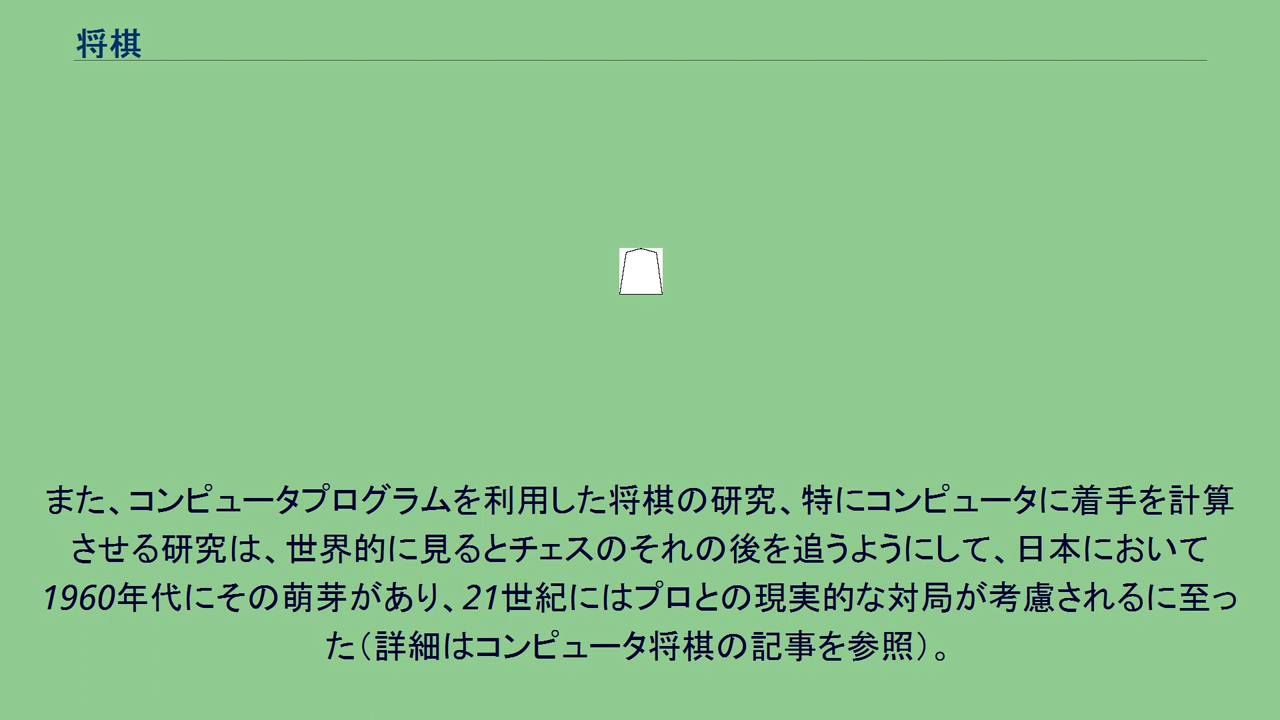 将棋
また、コンピュータプログラムを利用した将棋の研究、特にコンピュータに着手を計算
させる研究は、世界的に見るとチェスのそれの後を追うようにして、日本において
1960年代にその萌芽があり、21世紀にはプロとの現実的な対局が考慮されるに至っ
た（詳細はコンピュータ将棋の記事を参照）。